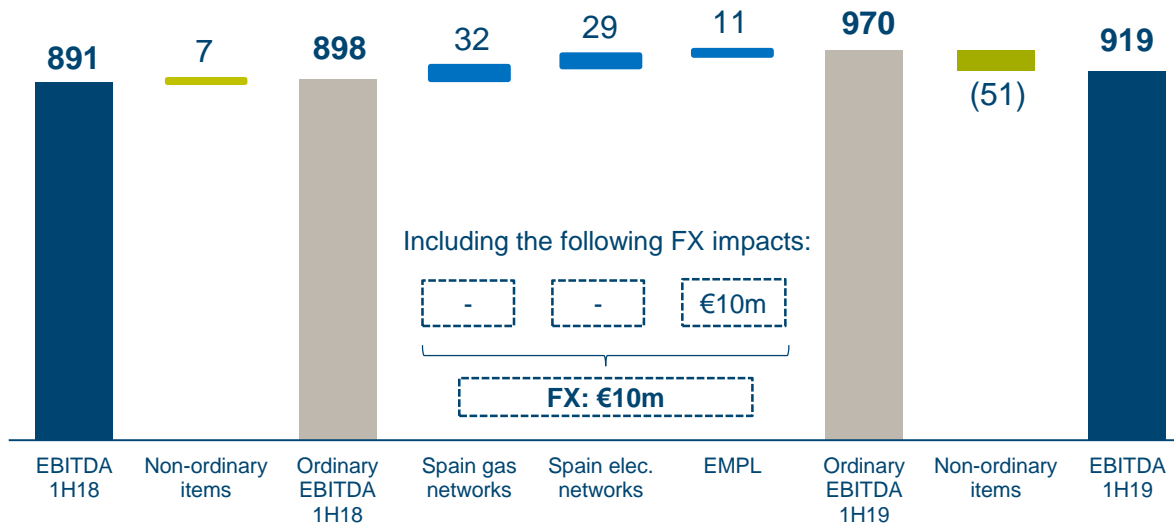 891
7
898
32
29
11
970
(51)
919
Including the following FX impacts:
-
-
€10m
FX: €10m
EBITDA
1H18
Non-ordinary
items
Ordinary
EBITDA
1H18
Spain gas
networks
Spain elec.
networks
EMPL
Ordinary
EBITDA
1H19
Non-ordinary
items
EBITDA
1H19